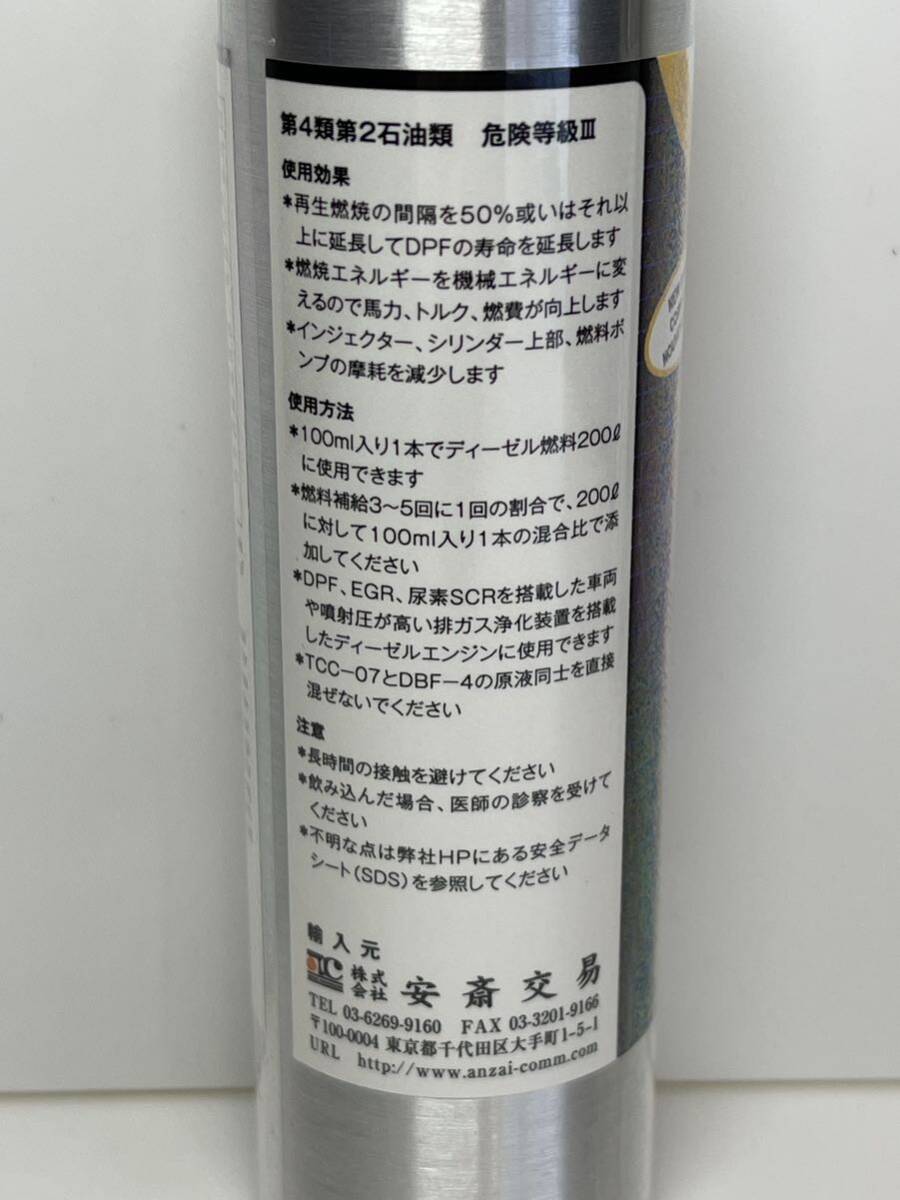 第4類第2石油類 危険等級Ⅲ
使用効果
*再生燃焼の間隔を50%或いはそれ以
上に延長してDPFの寿命を延長します
*燃焼エネルギーを機械エネルギーに変
えるので馬力、トルク、燃費が向上します
*インジェクター、シリンダー上部、燃料ポ
ンプの摩耗を減少します
使用方法
*100ml入り1本でディーゼル燃料200ℓ
に使用できます
*燃料補給3〜5回に1回の割合で、200ℓ
に対して100ml入り1本の混合比で添
加してください
*DPF、EGR、尿素SCRを搭載した車両
や噴射圧が高い排ガス浄化装置を搭載
したディーゼルエンジンに使用できます
*TCC-07とDBF-4の原液同士を直接
混ぜないでください
注意
*長時間の接触を避けてください
*飲み込んだ場合、医師の診察を受けて
ください
*不明な点は弊社HPにある安全データ
シート(SDS)を参照してください
輸入元
株式会社 安斎交易
TEL 03-6269-9160 FAX 03-3201-9166
〒100-0004 東京都千代田区大手町1-5-1
URL http://www.anzai-comm.com